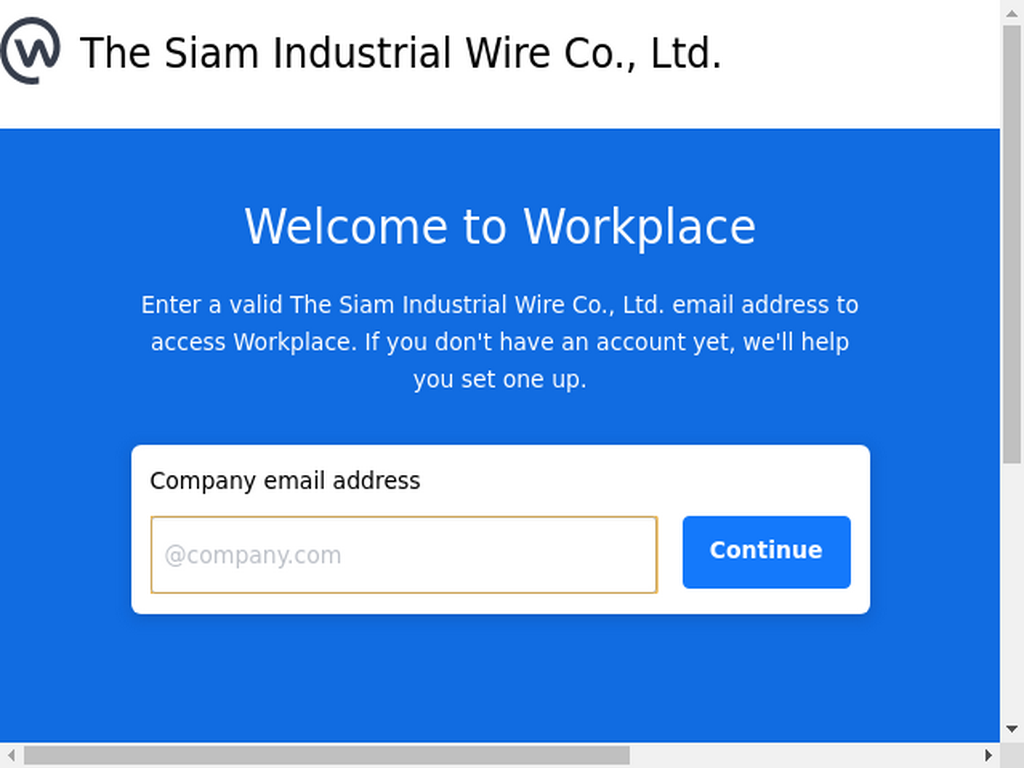 The Siam Industrial Wire Co., Ltd.
Welcome to Workplace
Enter a valid The Siam Industrial Wire Co., Ltd. email address to
access Workplace. If you don't have an account yet, we'll help
you set one up.
Company email address
@company.com
Continue